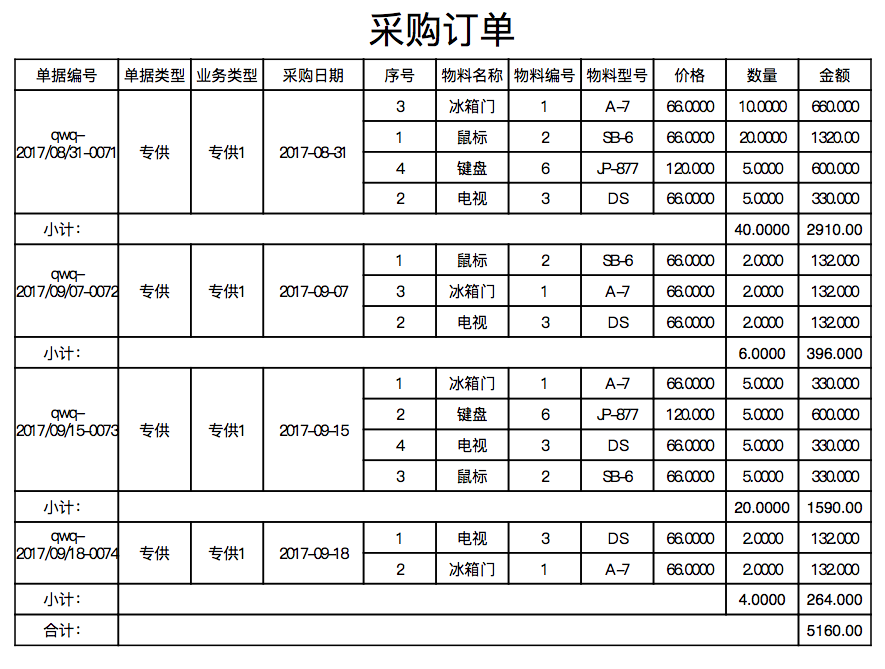 采购订单
单据编号 单据类型 业务类型 采购日期 序号 物料名称 物料编号 物料型号 价格 数量 金额
qwq-
2017/08/31-0071 专供 专供1 2017-08-31
3 冰箱门 1 A-7 66.0000 10.0000 660.000
1 鼠标 2 SB-6 66.0000 20.0000 1320.00
4 键盘 6 JP-877 120.000 5.0000 600.000
2 电视 3 DS 66.0000 5.0000 330.000
小计： 40.0000 2910.00
qwq-
2017/09/07-0072 专供 专供1 2017-09-07
1 鼠标 2 SB-6 66.0000 2.0000 132.000
3 冰箱门 1 A-7 66.0000 2.0000 132.000
2 电视 3 DS 66.0000 2.0000 132.000
小计： 6.0000 396.000
qwq-
2017/09/15-0073 专供 专供1 2017-09-15
1 冰箱门 1 A-7 66.0000 5.0000 330.000
2 键盘 6 JP-877 120.000 5.0000 600.000
4 电视 3 DS 66.0000 5.0000 330.000
3 鼠标 2 SB-6 66.0000 5.0000 330.000
小计： 20.0000 1590.00
qwq-
2017/09/18-0074 专供 专供1 2017-09-18
1 电视 3 DS 66.0000 2.0000 132.000
2 冰箱门 1 A-7 66.0000 2.0000 132.000
小计： 4.0000 264.000
合计： 5160.00